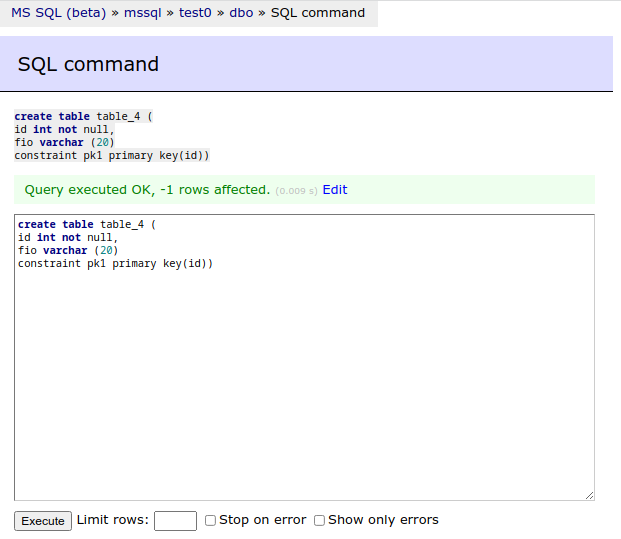 MS SQL (beta) » mssql » test0 » dbo » SQL command
SQL command
create table table_4 (
id int not null,
fio varchar (20)
constraint pk1 primary key(id))
Query executed OK, -1 rows affected. (0.009 s) Edit
create table table_4 (
id int not null,
fio varchar (20)
constraint pk1 primary key(id))
Execute Limit rows: Stop on error Show only errors